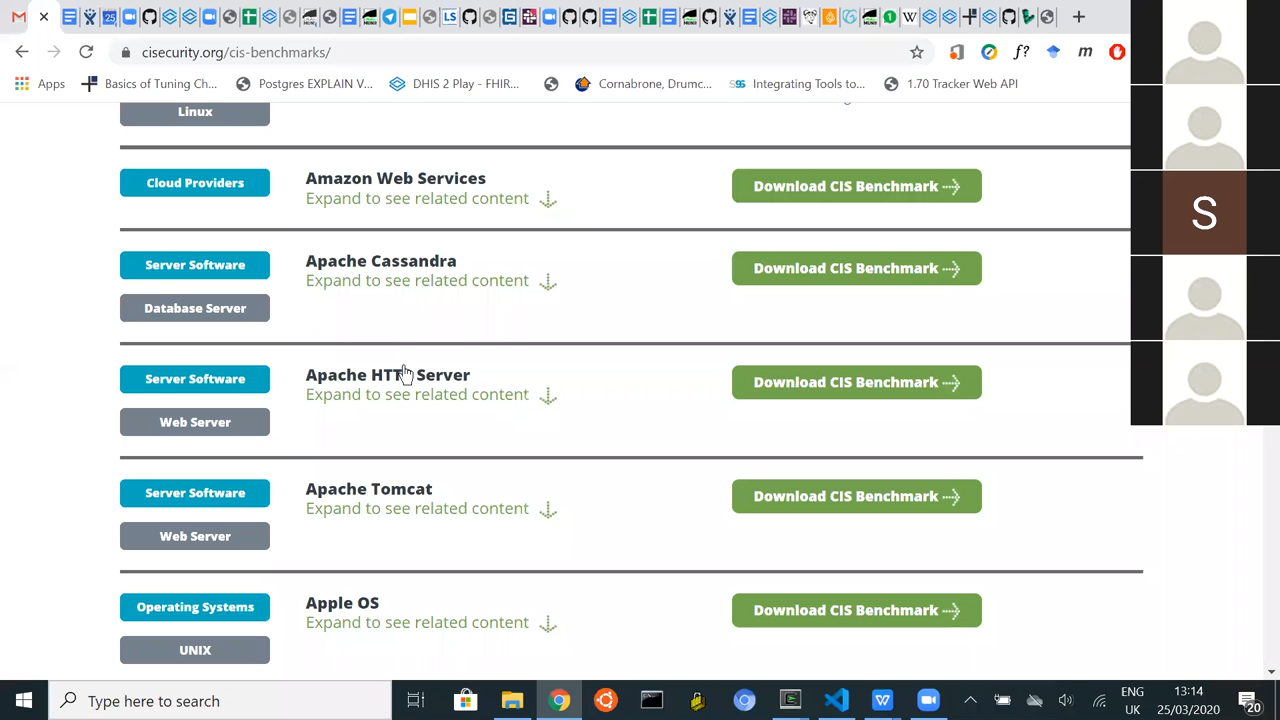 cisecurity.org/cis-benchmarks/
f?
m
Apps
Basics of Tuning Ch...
Postgres EXPLAIN V...
DHIS 2 Play - FHIR...
Cornabrone, Drumc...
Integrating Tools to...
1.70 Tracker Web API
Linux
Cloud Providers
Amazon Web Services
Expand to see related content
Download CIS Benchmark
Server Software
Database Server
Apache Cassandra
Expand to see related content
Download CIS Benchmark
Server Software
Web Server
Apache HTTP Server
Expand to see related content
Download CIS Benchmark
Server Software
Web Server
Apache Tomcat
Expand to see related content
Download CIS Benchmark
Operating Systems
UNIX
Apple OS
Expand to see related content
Download CIS Benchmark
S
Type here to search
ENG
UK
13:14
25/03/2020
20